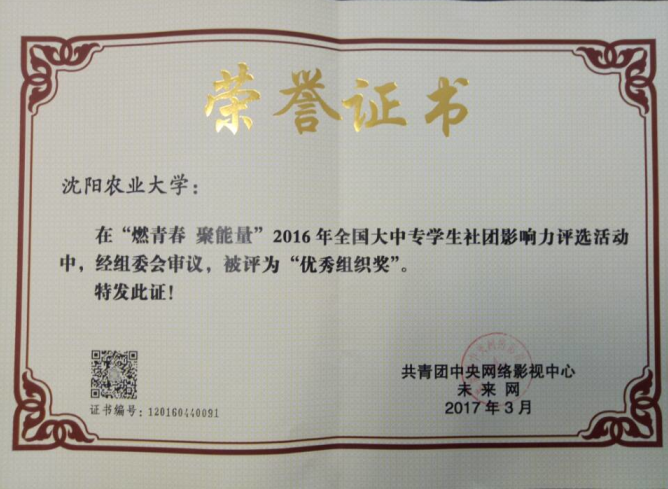 荣誉证书
沈阳农业大学：
在“燃青春 聚能量”2016年全国大中专学生社团影响力评选活动
中，经组委会审议，被评为“优秀组织奖”。
特发此证！
证书编号：120160440091
共青团中央网络影视中心
未来网
2017年3月